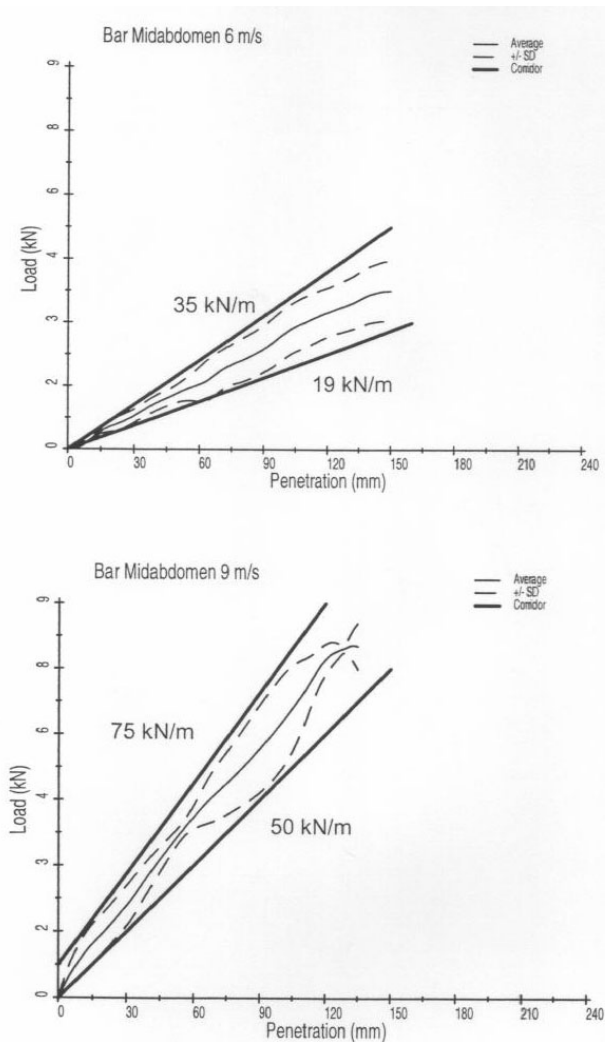 Bar Midabdomen 6 m/s
Average
+/- SD
Corridor
9
8
6
5
3
2
0
Load (kN)
35 kN/m
19 kN/m
0 30 60 90 120 150 180 210 240
Penetration (mm)
Bar Midabdomen 9 m/s
Average
+/- SD
Corridor
9
8
6
5
3
2
0
Load (kN)
75 kN/m
50 kN/m
0 30 60 90 120 150 180 210 240
Penetration (mm)